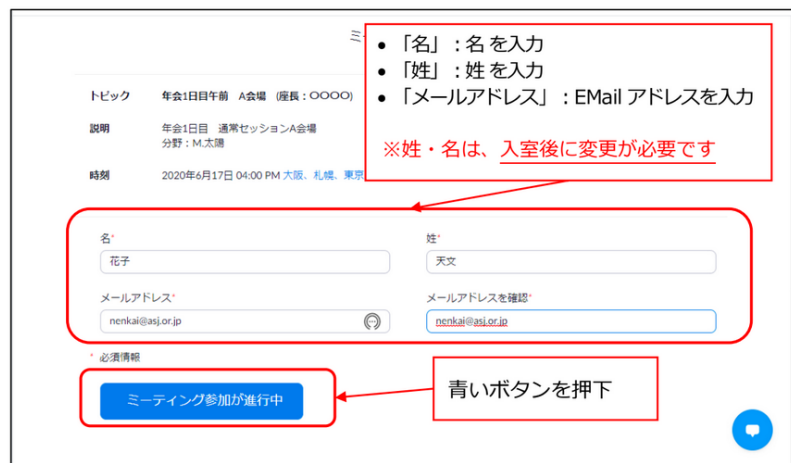 ミー
• 「名」：名を入力
• 「姓」：姓を入力
• 「メールアドレス」：EMail アドレスを入力
※姓・名は、入室後に変更が必要です
トピック 年会1日目午前 A会場 (座長：〇〇〇〇)
説明 年会1日目 通常セッションA会場
分野：M.太陽
時刻 2020年6月17日 04:00 PM 大阪、札幌、東京
名*
姓*
花子
天文
メールアドレス*
メールアドレスを確認*
nenkai@asj.or.jp
nenkai@asj.or.jp
* 必須情報
ミーティング参加が進行中
青いボタンを押下